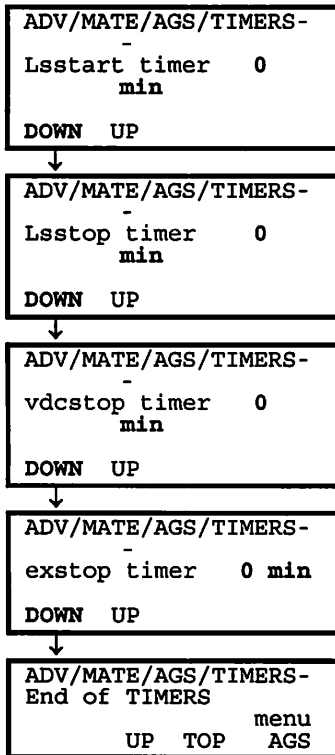 ADV/MATE/AGS/TIMERS-
-
Lsstart timer 0
min
DOWN UP
↓
ADV/MATE/AGS/TIMERS-
-
Lsstop timer 0
min
DOWN UP
↓
ADV/MATE/AGS/TIMERS-
-
vdcstop timer 0
min
DOWN UP
↓
ADV/MATE/AGS/TIMERS-
-
exstop timer 0 min
DOWN UP
↓
ADV/MATE/AGS/TIMERS-
End of TIMERS
menu
UP TOP AGS